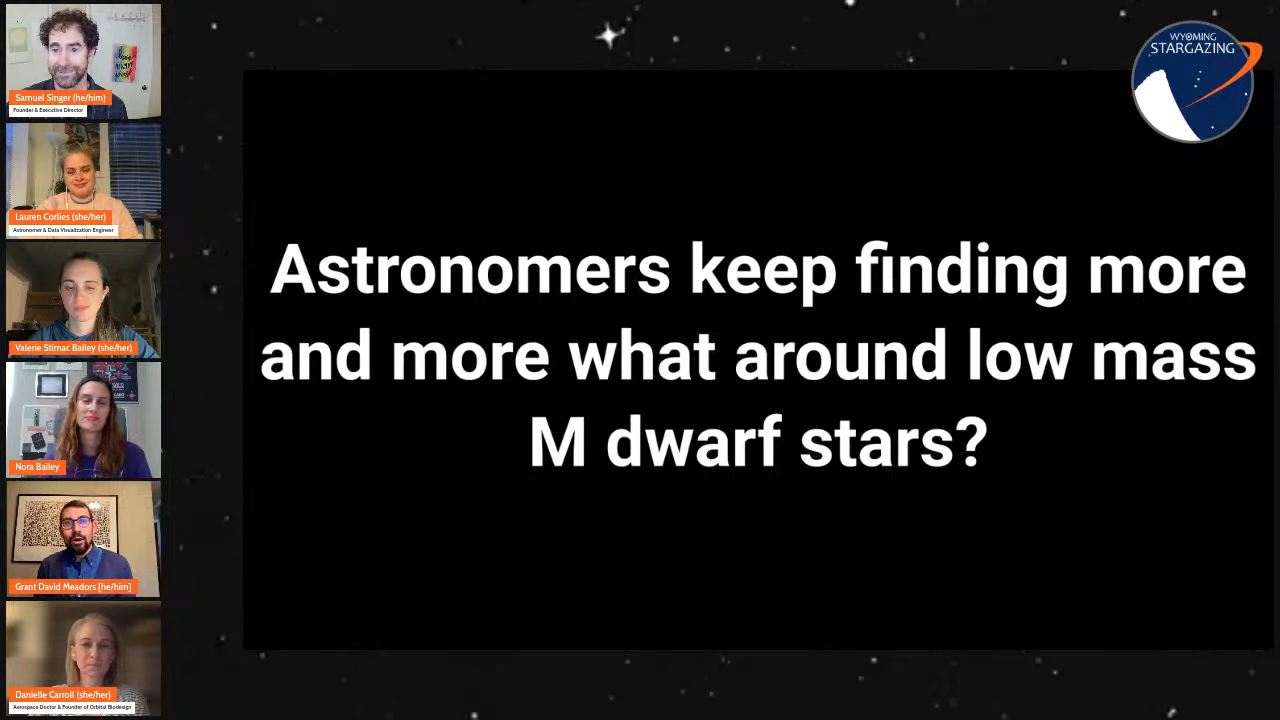 Samuel Singer (he/him)
Founder & Executive Director
Lauren Corlies (she/her)
Astronomer & Data Visualization Engineer
Valerie Stimac Bailey (she/her)
Nora Bailey
Grant David Meadors [he/him]
Danielle Carroll (she/her)
Aerospace Doctor & Founder of Orbital Biodesign
WYOMING
STARGAZING
Astronomers keep finding more
and more what around low mass
M dwarf stars?